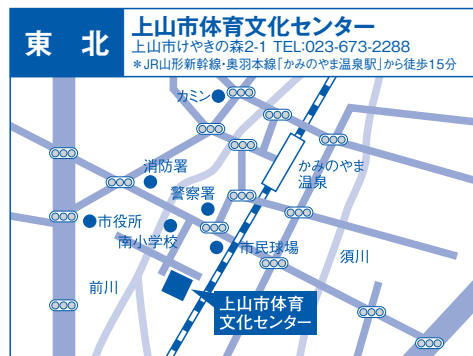 東 北
上山市体育文化センター
上山市けやきの森2-1 TEL:023-673-2288
＊JR山形新幹線・奥羽本線「かみのやま温泉駅」から徒歩15分
カミン
消防署
かみのやま
温泉
警察署
市役所
南小学校
市民球場
須川
前川
上山市体育
文化センター